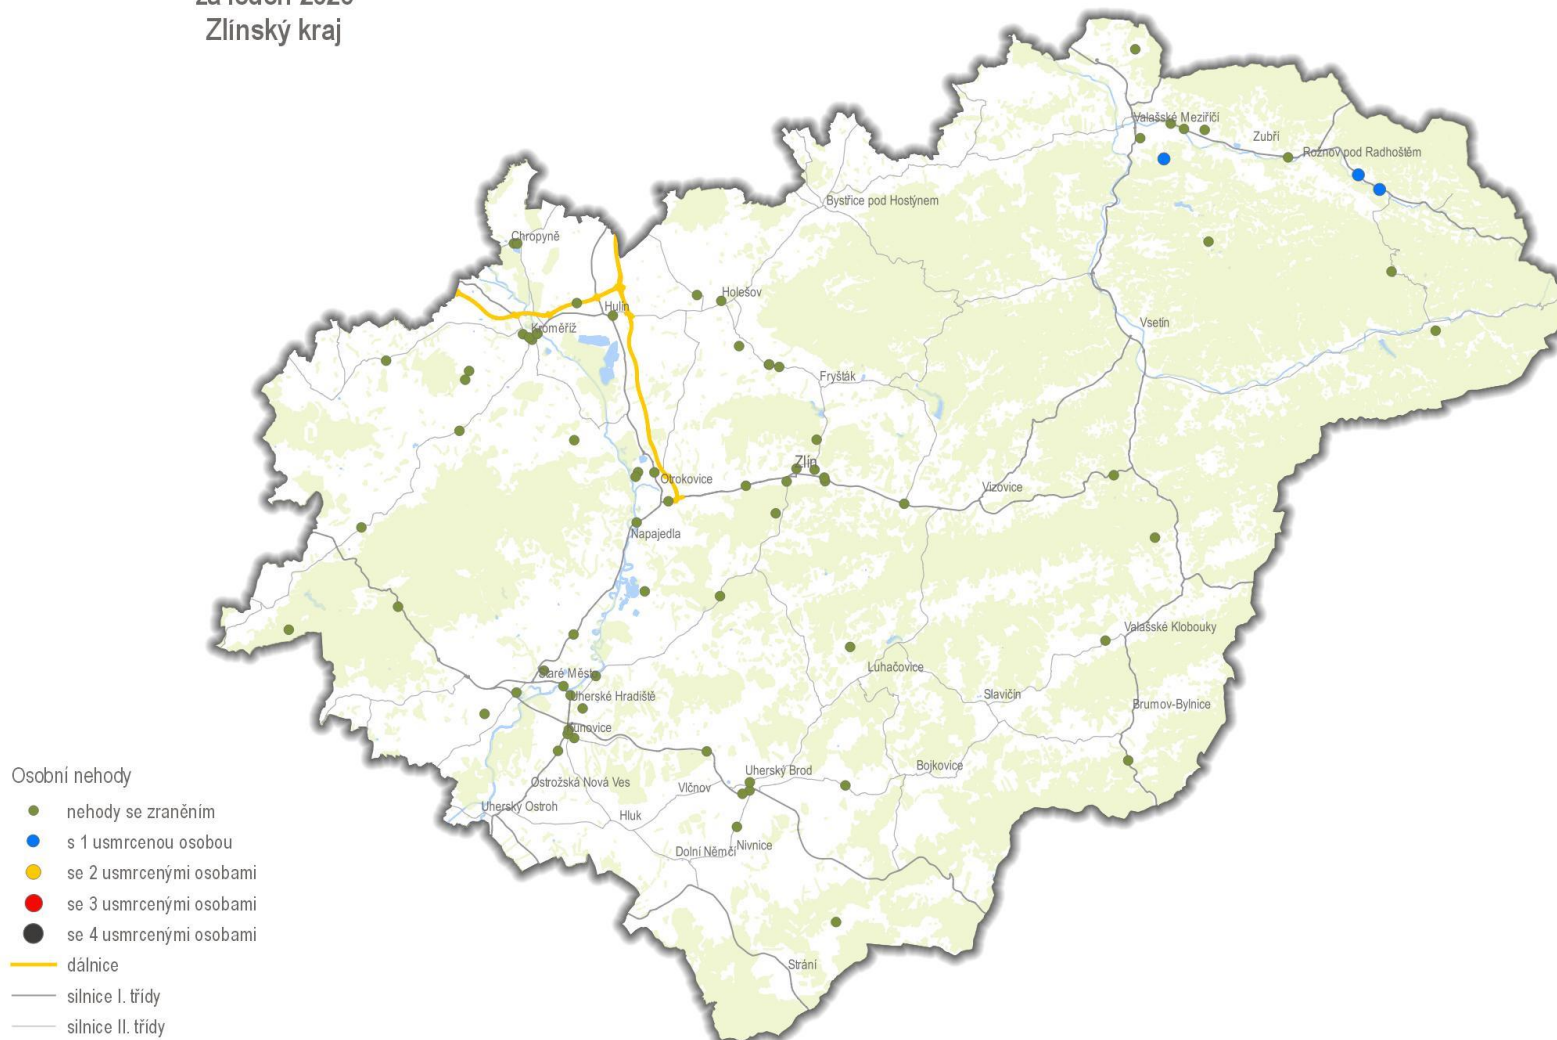 Zlínský kraj
Valašské Meziříčí
Zubří
Rožnov pod Radhoštěm
Bystřice pod Hostýnem
Chropyně
Holešov
Hulín
Kroměříž
Vsetín
Fryšták
Zlín
Otrokovice
Vizovice
Napajedla
Valašské Klobouky
Luhačovice
Staré Město
Slavičín
Uherské Hradiště
Brumov-Bylnice
Kunovice
Bojkovice
Uherský Brod
Ostrožská Nová Ves
Vlčnov
Uherský Ostroh
Hluk
Nivnice
Dolní Němčí
Strání
Osobní nehody
nehody se zraněním
s 1 usmrcenou osobou
se 2 usmrcenými osobami
se 3 usmrcenými osobami
se 4 usmrcenými osobami
dálnice
silnice I. třídy
silnice II. třídy